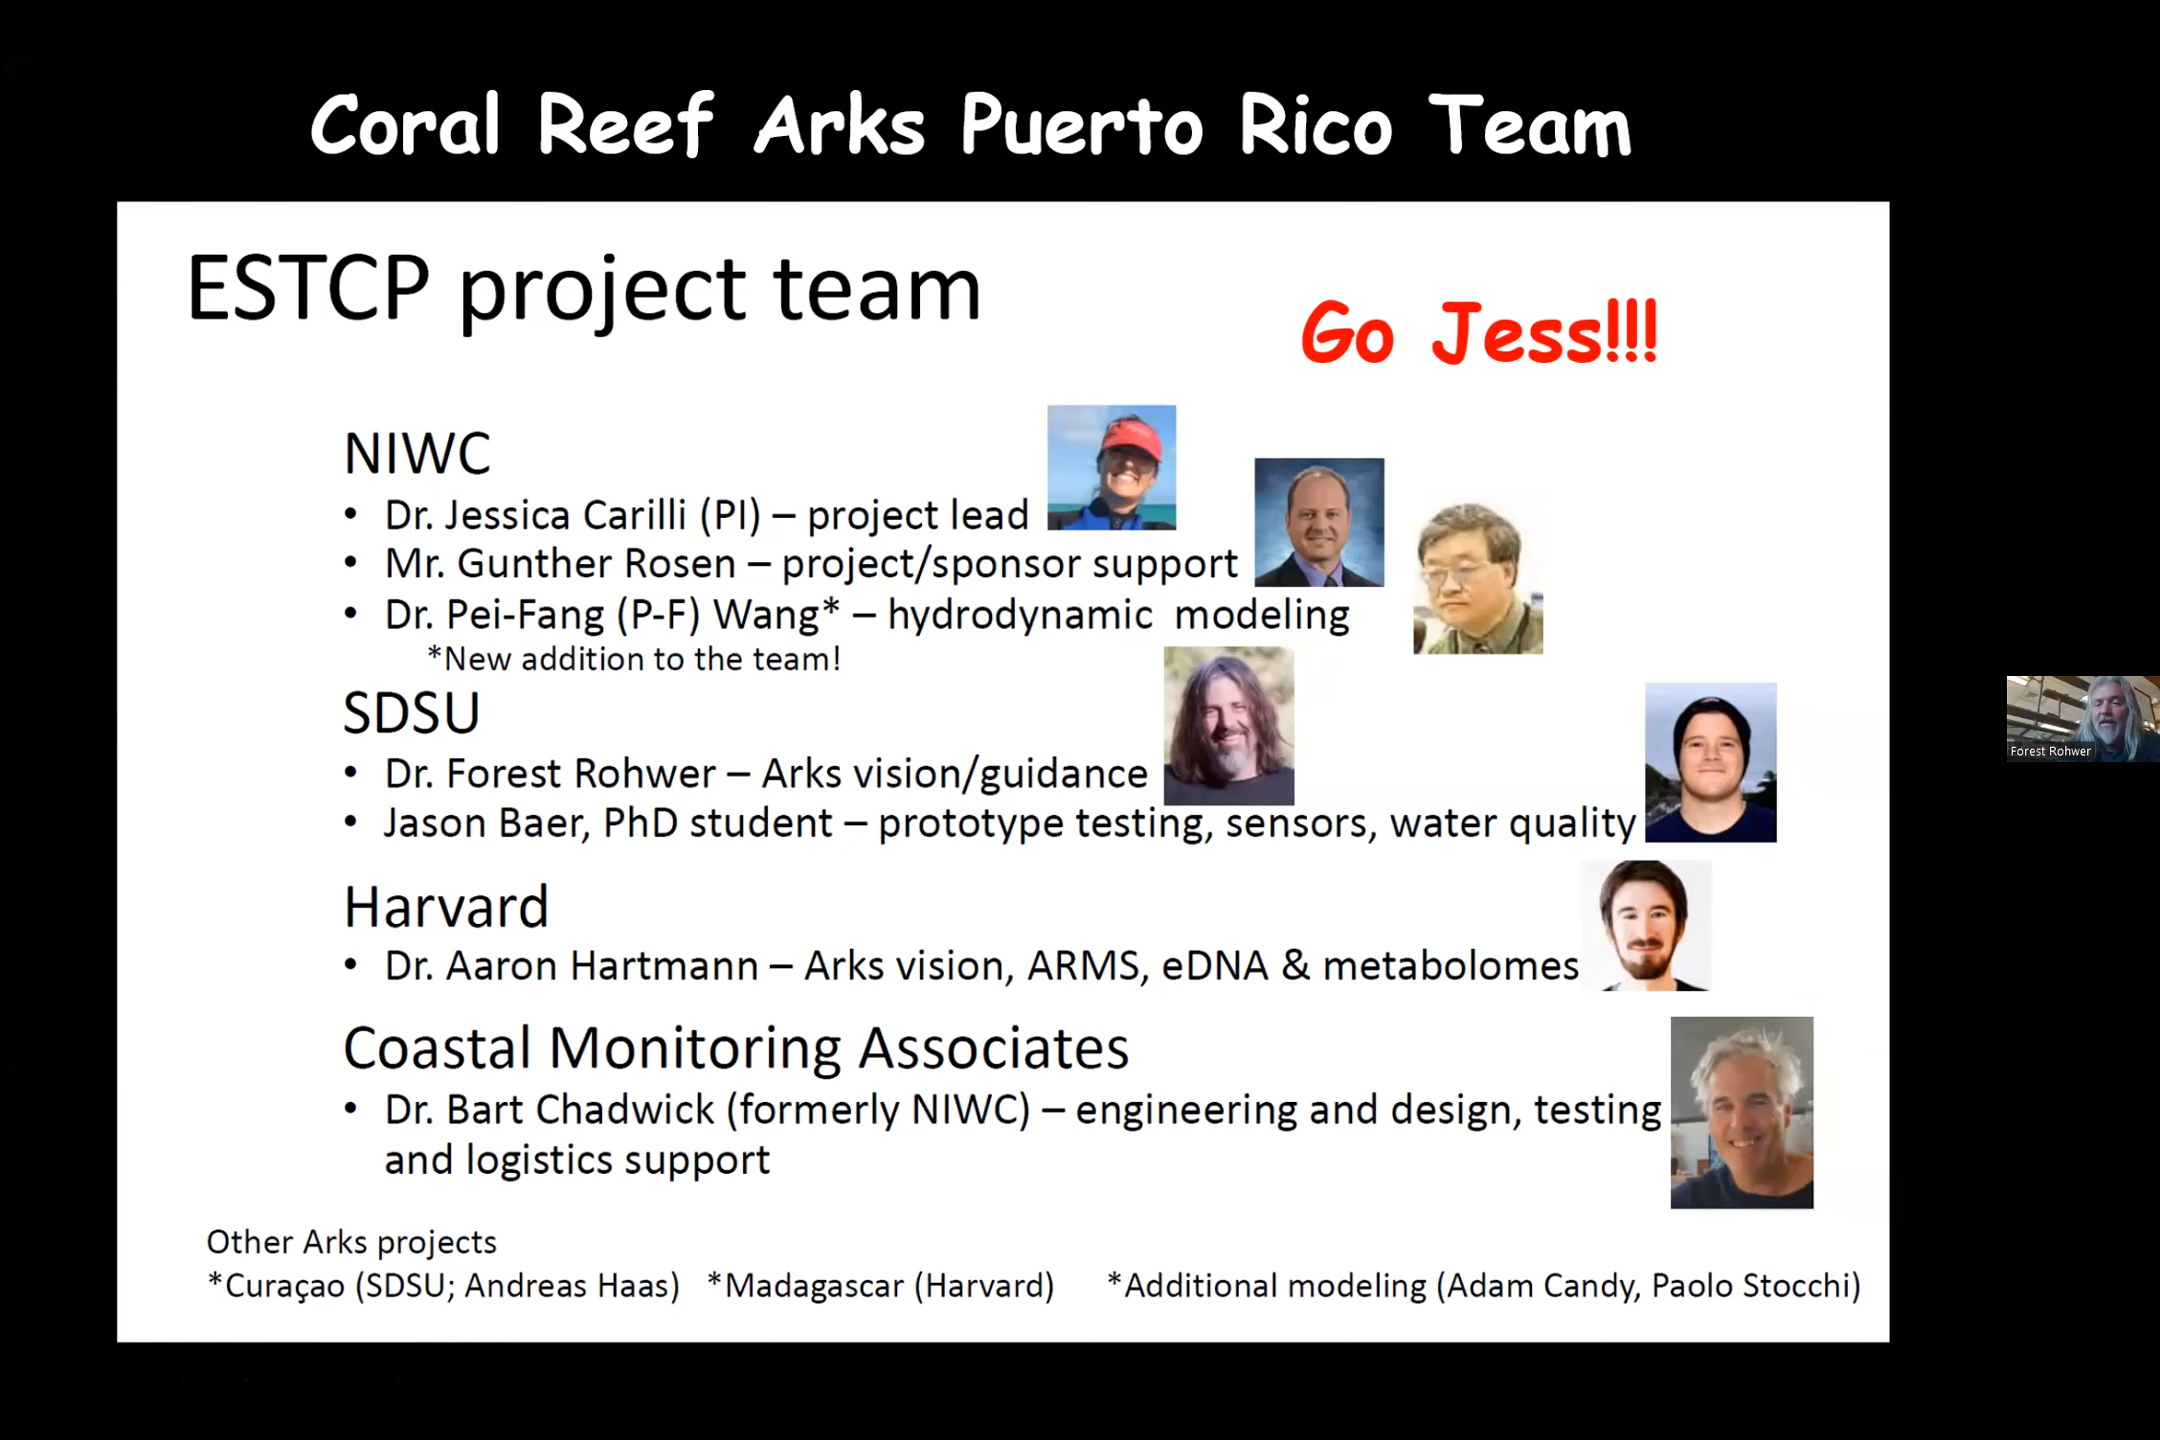 Coral Reef Arks Puerto Rico Team
ESTCP project team
Go Jess!!!
NIWC
• Dr. Jessica Carilli (PI) – project lead
• Mr. Gunther Rosen – project/sponsor support
• Dr. Pei-Fang (P-F) Wang* – hydrodynamic modeling
*New addition to the team!
SDSU
• Dr. Forest Rohwer – Arks vision/guidance
• Jason Baer, PhD student – prototype testing, sensors, water quality
Harvard
• Dr. Aaron Hartmann – Arks vision, ARMS, eDNA & metabolomes
Coastal Monitoring Associates
• Dr. Bart Chadwick (formerly NIWC) – engineering and design, testing
and logistics support
Other Arks projects
*Curaçao (SDSU; Andreas Haas) *Madagascar (Harvard) *Additional modeling (Adam Candy, Paolo Stocchi)
Forest Rohwer